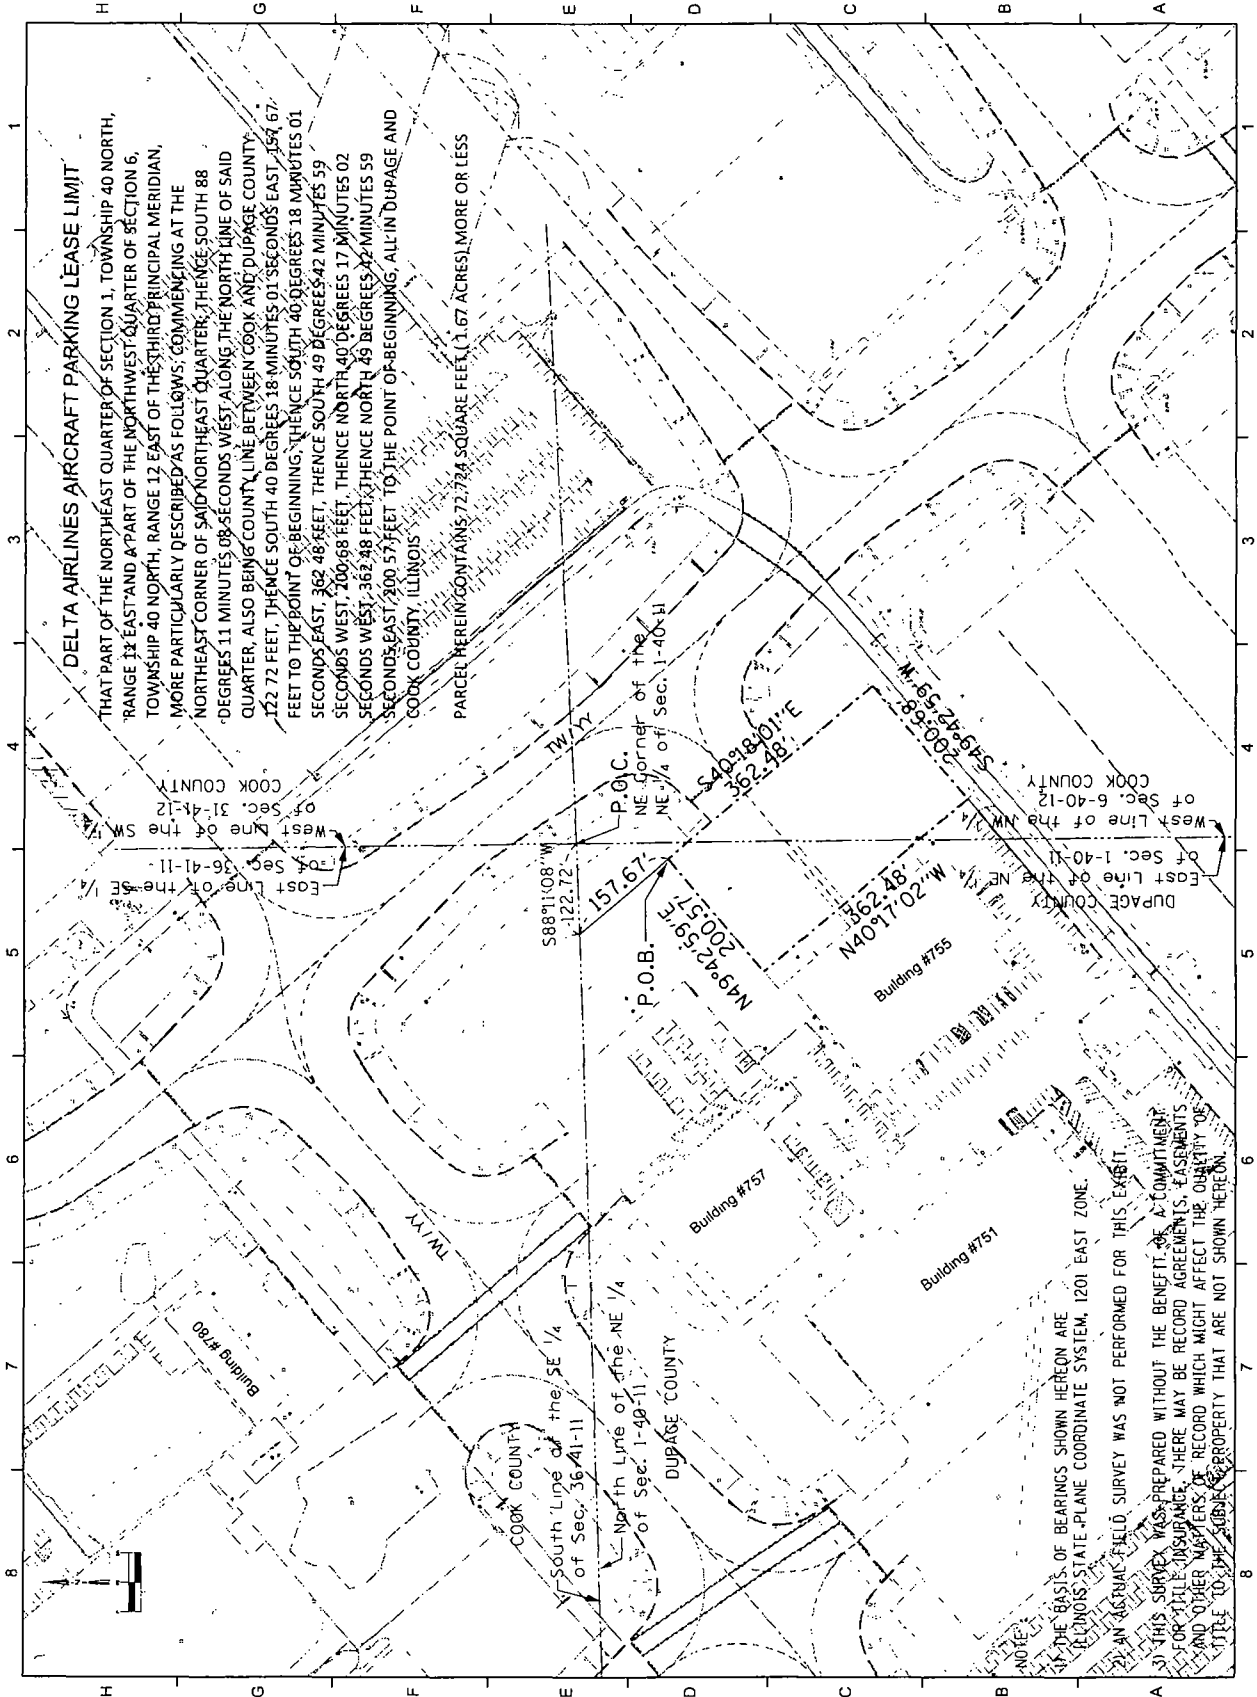 DELTA AIRLINES AIRCRAFT PARKING LEASE LIMIT
THAT PART OF THE NORTHEAST QUARTER OF SECTION 1, TOWNSHIP 40 NORTH,
RANGE 11 EAST AND A PART OF THE NORTHWEST QUARTER OF SECTION 6,
TOWNSHIP 40 NORTH, RANGE 12 EAST OF THE THIRD PRINCIPAL MERIDIAN,
MORE PARTICULARLY DESCRIBED AS FOLLOWS, COMMENCING AT THE
NORTHEAST CORNER OF SAID NORTHEAST QUARTER, THENCE SOUTH 88
DEGREES 11 MINUTES 08 SECONDS WEST ALONG THE NORTH LINE OF SAID
QUARTER, ALSO BEING COUNTY LINE BETWEEN COOK AND DUPAGE COUNTY
122 72 FEET, THENCE SOUTH 40 DEGREES 18 MINUTES 01 SECONDS EAST, 157 67
FEET TO THE POINT OF BEGINNING, THENCE SOUTH 40 DEGREES 18 MINUTES 01
SECONDS EAST, 362 48 FEET, THENCE SOUTH 49 DEGREES 42 MINUTES 59
SECONDS WEST, 200 68 FEET, THENCE NORTH 40 DEGREES 17 MINUTES 02
SECONDS WEST, 362 48 FEET, THENCE NORTH 49 DEGREES 42 MINUTES 59
SECONDS EAST, 200 57 FEET TO THE POINT OF BEGINNING, ALL IN DUPAGE AND
COOK COUNTY, ILLINOIS
PARCEL HEREIN CONTAINS 72,724 SQUARE FEET (1.67 ACRES) MORE OR LESS
8 7 6 5 4 3 2 1
H G F E D C B A
East Line of the SE 1/4
of Sec. 36-41-11
West Line of the SW 1/4
of Sec. 31-41-12
COOK COUNTY
Building #780
TW / YY
TW / YY
COOK COUNTY
South Line of the SE 1/4
of Sec. 36-41-11
North Line of the NE 1/4
of Sec. 1-40-11
DUPAGE COUNTY
S88°11'08"W
122.72'
P.O.C.
NE Corner of the
NE 1/4 of Sec. 1-40-11
157.67'
P.O.B.
N49°42'59"E
200.57'
S40°18'01"E
362.48'
362.48'
N40°17'02"W
200.68'
S49°42'59"W
Building #757
Building #755
Building #751
DUPAGE COUNTY
East Line of the NE 1/4
of Sec. 1-40-11
West Line of the NW 1/4
of Sec. 6-40-12
COOK COUNTY
NOTE:
1) THE BASIS OF BEARINGS SHOWN HEREON ARE
ILLINOIS STATE PLANE COORDINATE SYSTEM, 1201 EAST ZONE.
2) AN ACTUAL FIELD SURVEY WAS NOT PERFORMED FOR THIS EXHIBIT.
3) THIS SURVEY WAS PREPARED WITHOUT THE BENEFIT OF A COMMITMENT
FOR TITLE INSURANCE, THERE MAY BE RECORD AGREEMENTS, EASEMENTS
AND OTHER MATTERS OF RECORD WHICH MIGHT AFFECT THE QUALITY OF
TITLE TO THE SUBJECT PROPERTY THAT ARE NOT SHOWN HEREON.
8 7 6 5 4 3 2 1
H G F E D C B A